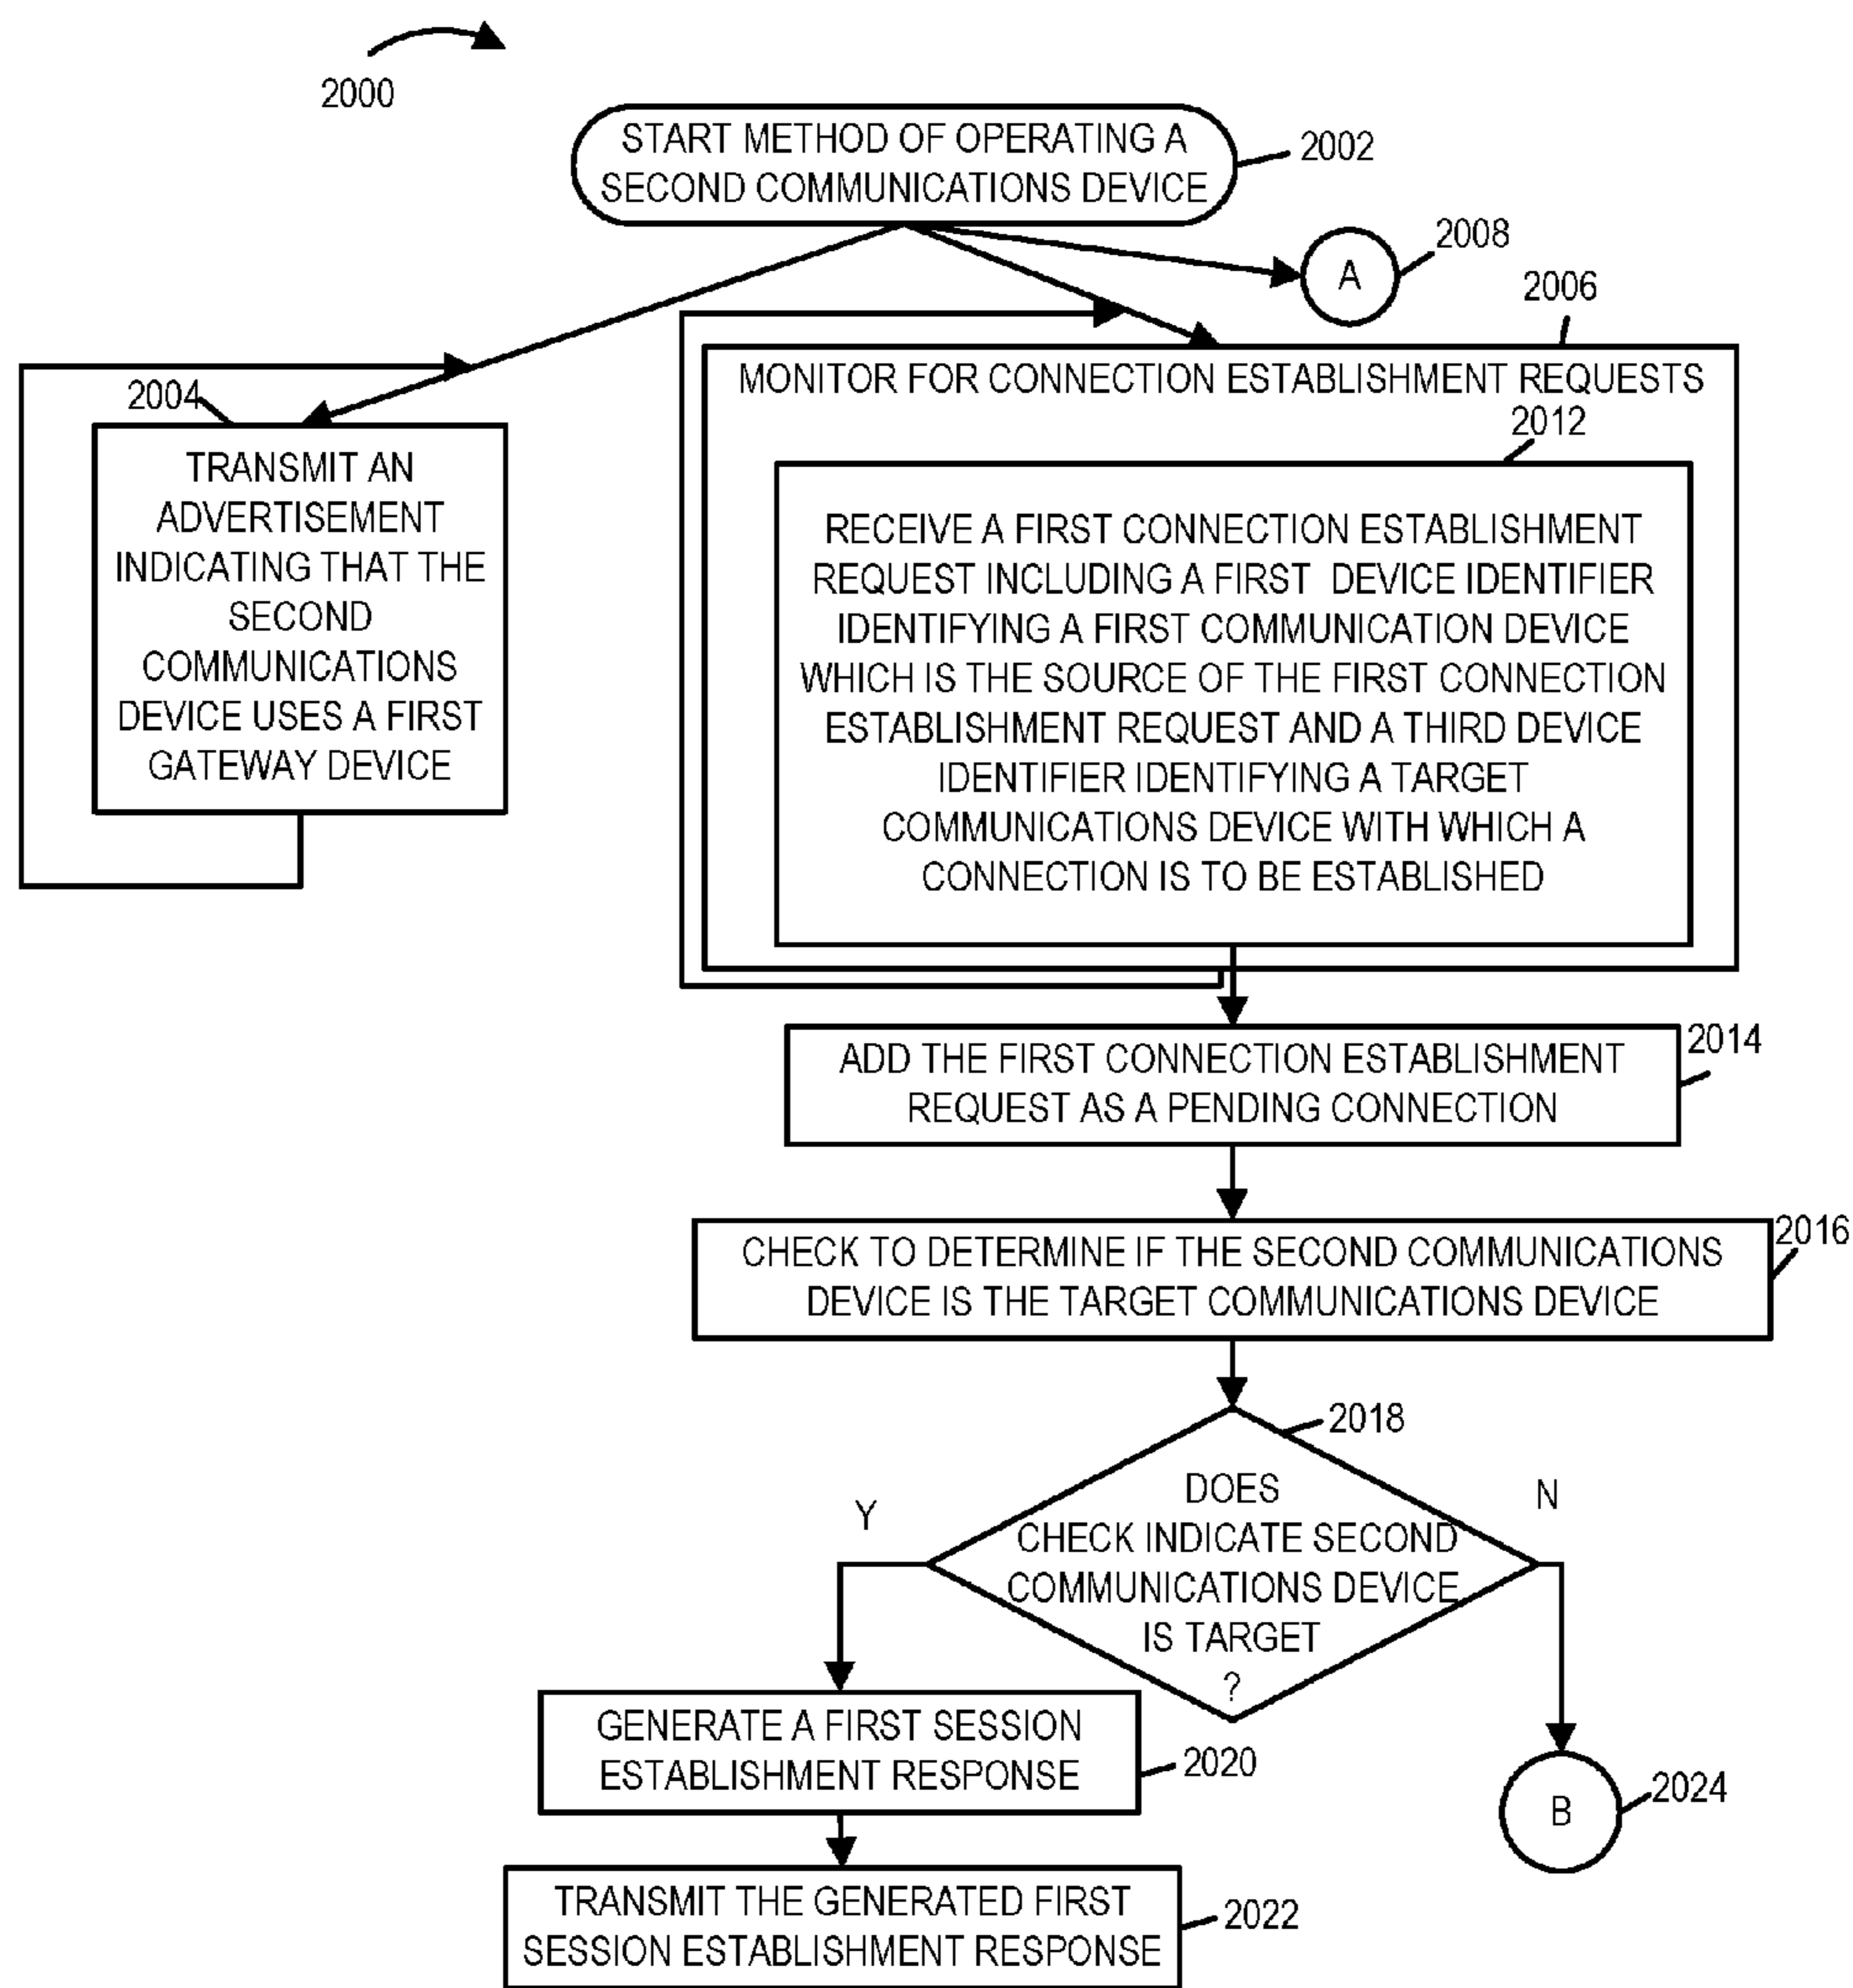 2000
START METHOD OF OPERATING A
SECOND COMMUNICATIONS DEVICE
2002
A
2008
2006
2004
TRANSMIT AN
ADVERTISEMENT
INDICATING THAT THE
SECOND
COMMUNICATIONS
DEVICE USES A FIRST
GATEWAY DEVICE
MONITOR FOR CONNECTION ESTABLISHMENT REQUESTS
2012
RECEIVE A FIRST CONNECTION ESTABLISHMENT
REQUEST INCLUDING A FIRST DEVICE IDENTIFIER
IDENTIFYING A FIRST COMMUNICATION DEVICE
WHICH IS THE SOURCE OF THE FIRST CONNECTION
ESTABLISHMENT REQUEST AND A THIRD DEVICE
IDENTIFIER IDENTIFYING A TARGET
COMMUNICATIONS DEVICE WITH WHICH A
CONNECTION IS TO BE ESTABLISHED
2014
ADD THE FIRST CONNECTION ESTABLISHMENT
REQUEST AS A PENDING CONNECTION
2016
CHECK TO DETERMINE IF THE SECOND COMMUNICATIONS
DEVICE IS THE TARGET COMMUNICATIONS DEVICE
2018
Y
N
DOES
CHECK INDICATE SECOND
COMMUNICATIONS DEVICE
IS TARGET
?
GENERATE A FIRST SESSION
ESTABLISHMENT RESPONSE
2020
B
2024
TRANSMIT THE GENERATED FIRST
SESSION ESTABLISHMENT RESPONSE
2022